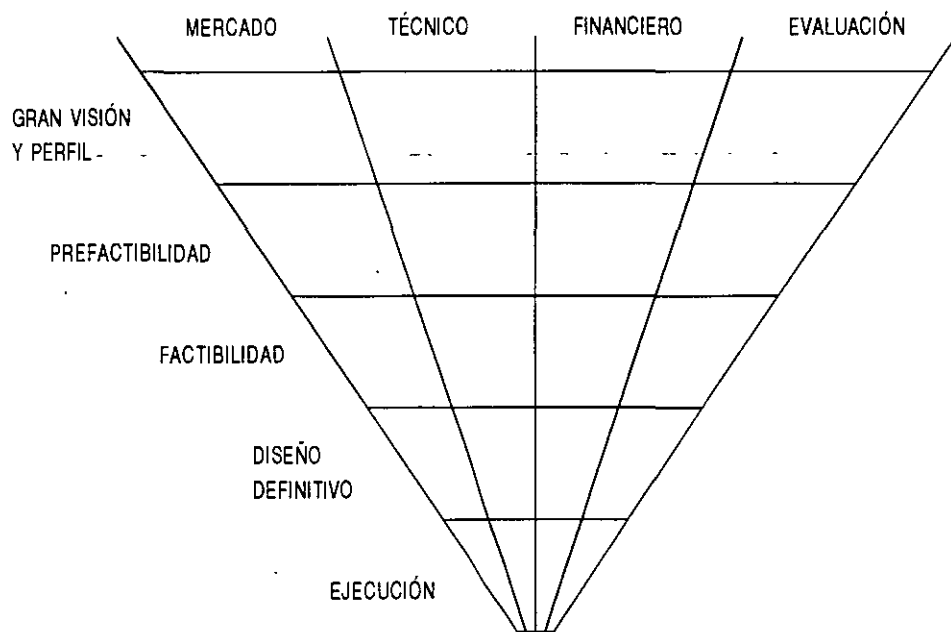 MERCADO TÉCNICO FINANCIERO EVALUACIÓN
GRAN VISIÓN
Y PERFIL
PREFACTIBILIDAD
FACTIBILIDAD
DISEÑO
DEFINITIVO
EJECUCIÓN